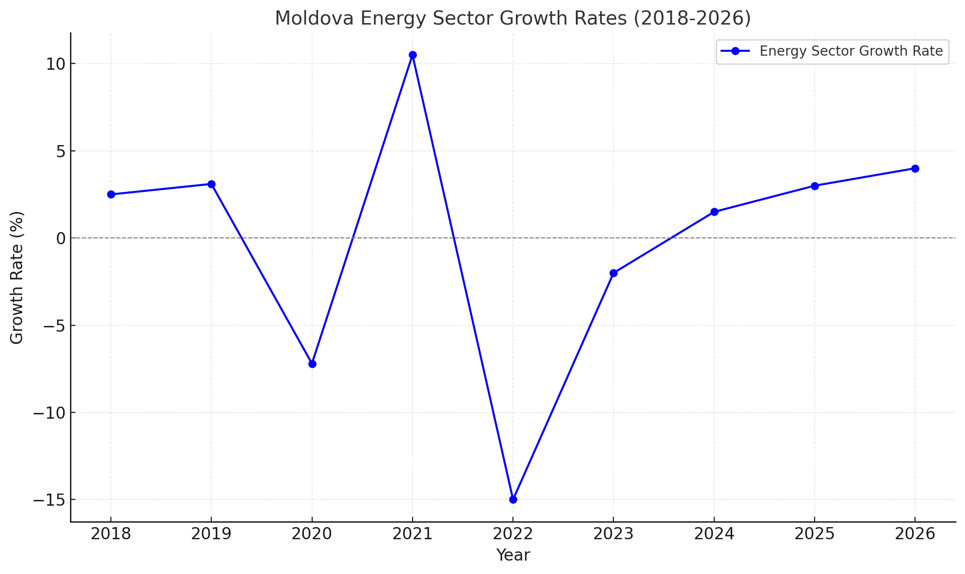 Moldova Energy Sector Growth Rates (2018-2026)
Energy Sector Growth Rate
Growth Rate (%)
10
5
0
−5
−10
−15
2018 2019 2020 2021 2022 2023 2024 2025 2026
Year